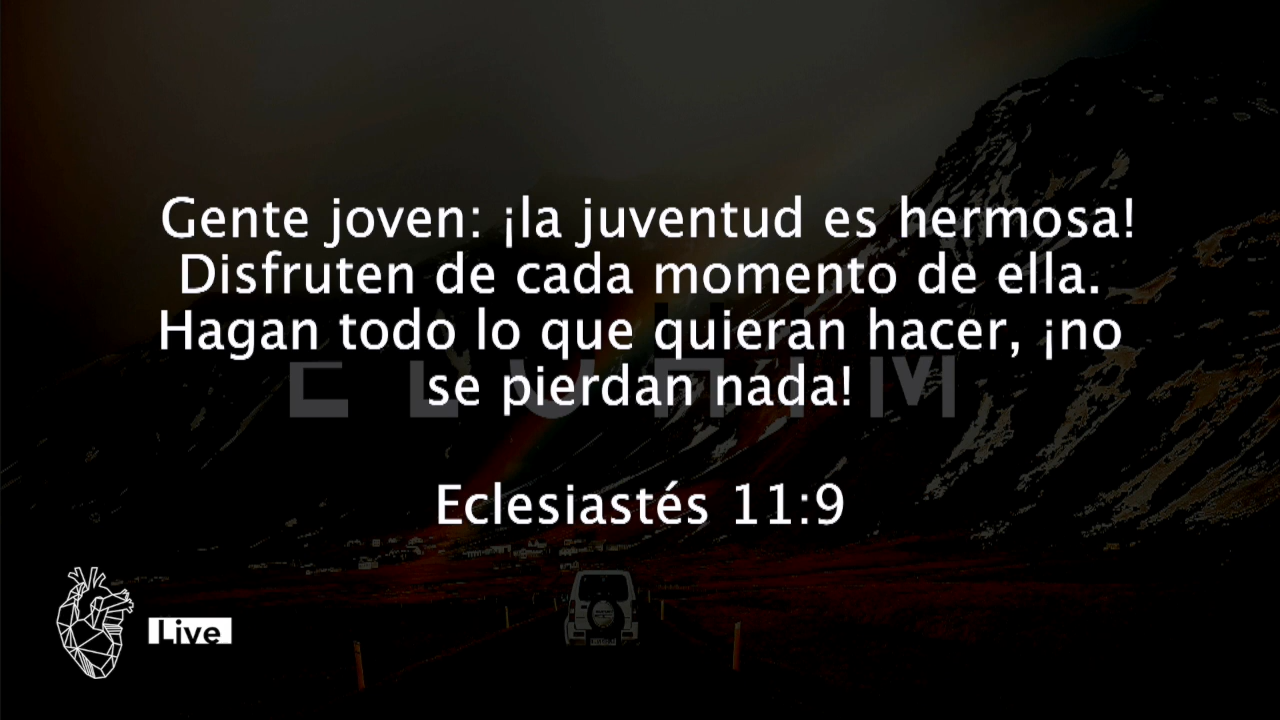 Gente joven: ¡la juventud es hermosa!
Disfruten de cada momento de ella.
Hagan todo lo que quieran hacer, ¡no
se pierdan nada!
ELOHIM
Eclesiastés 11:9
Live